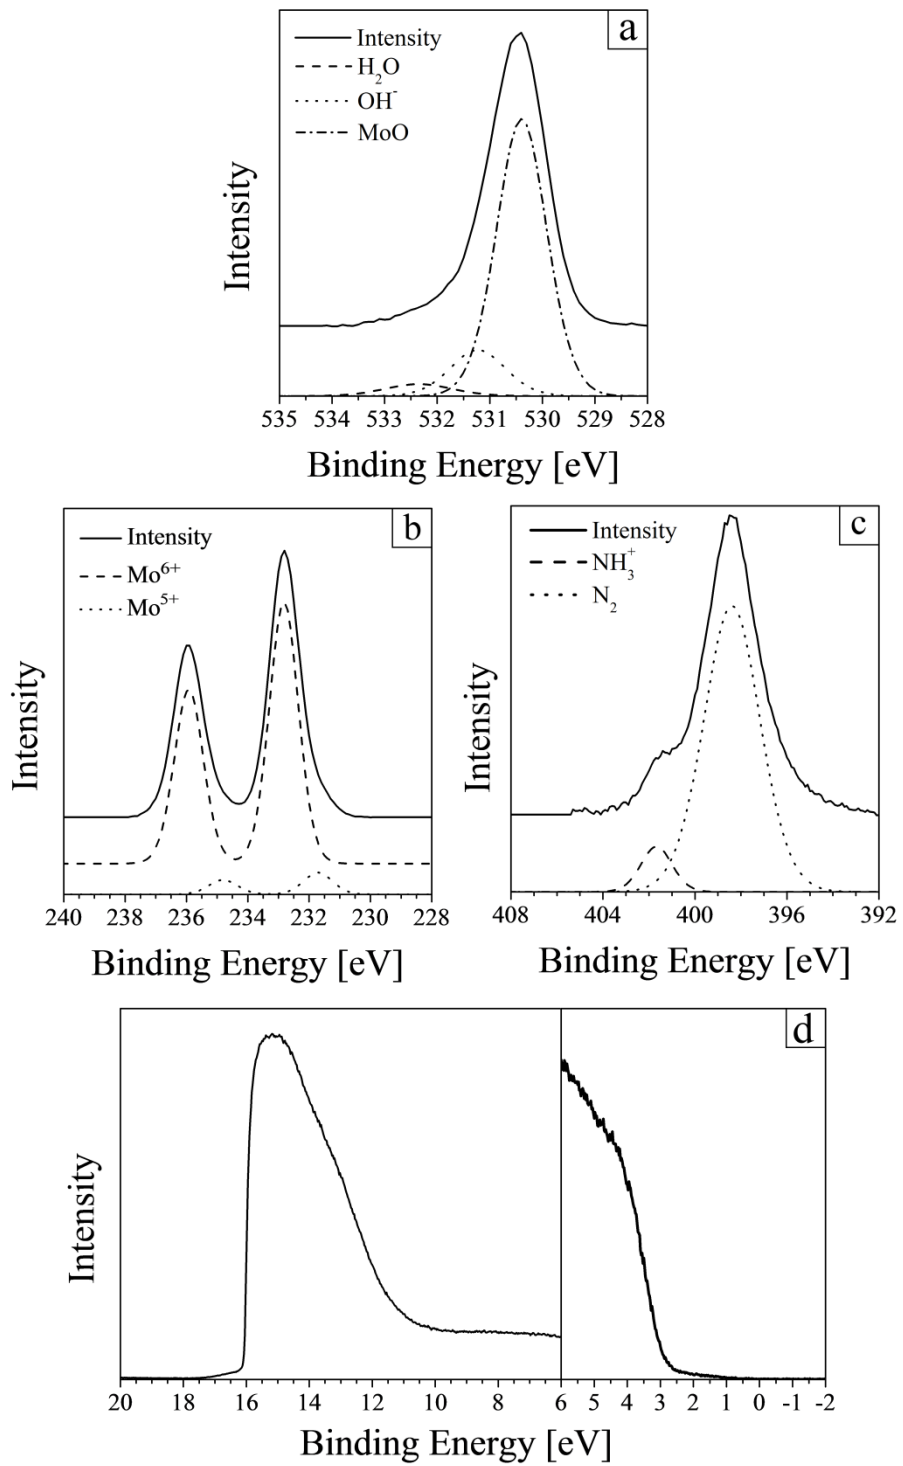 a
Intensity
H₂O
OH⁻
MoO
Intensity
535 534 533 532 531 530 529 528
Binding Energy [eV]
b
Intensity
Mo⁶⁺
Mo⁵⁺
Intensity
240 238 236 234 232 230 228
Binding Energy [eV]
c
Intensity
NH₃⁺
N₂
Intensity
408 404 400 396 392
Binding Energy [eV]
d
Intensity
20 18 16 14 12 10 8 6 5 4 3 2 1 0 -1 -2
Binding Energy [eV]